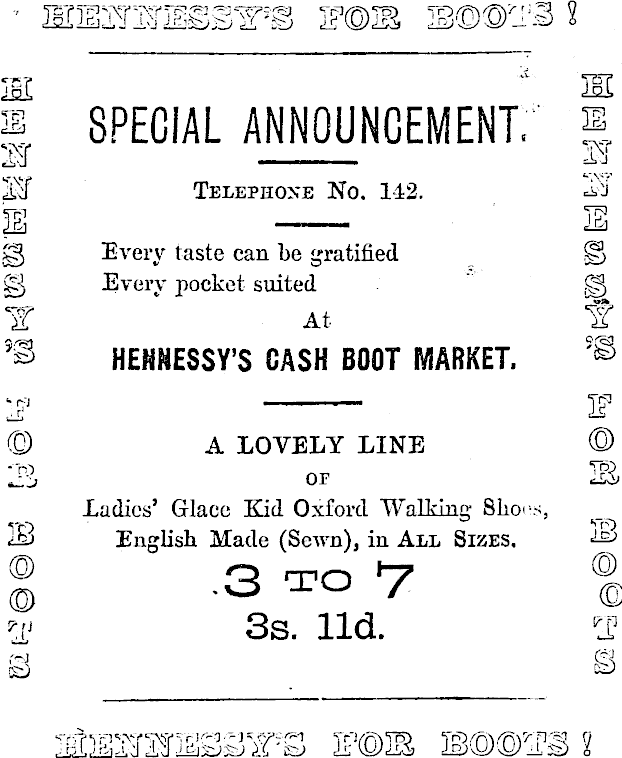 HENNESSY'S FOR BOOTS!
HENNESSY'S FOR BOOTS
SPECIAL ANNOUNCEMENT.
TELEPHONE No. 142.
Every taste can be gratified
Every pocket suited
At
HENNESSY'S CASH BOOT MARKET.
A LOVELY LINE
OF
Ladies' Glace Kid Oxford Walking Shoes,
English Made (Sewn), in ALL SIZES.
3 TO 7
3s. 11d.
HENNESSY'S FOR BOOTS
HENNESSY'S FOR BOOTS!